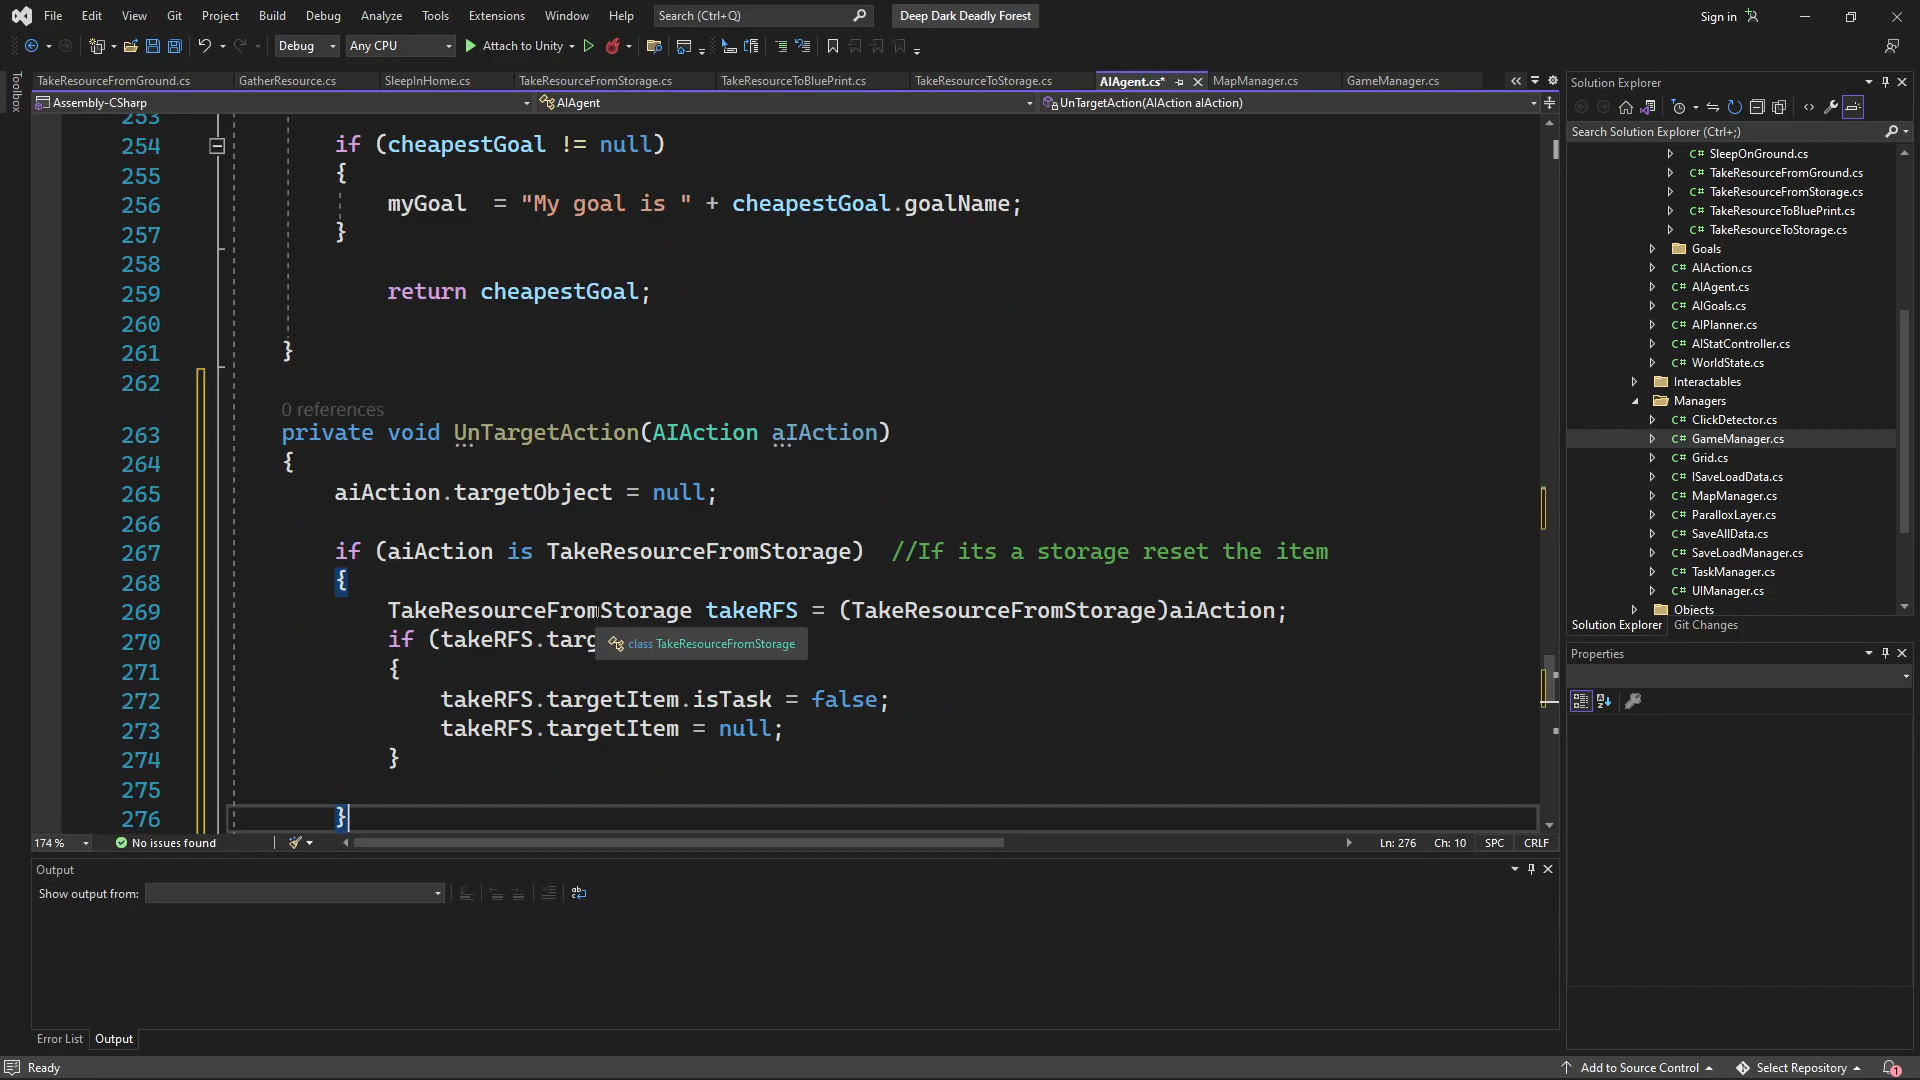 File Edit View Git Project Build Debug Analyze Tools Extensions Window Help Search (Ctrl+Q) Deep Dark Deadly Forest Sign in
Debug Any CPU Attach to Unity
Toolbox
TakeResourceFromGround.cs GatherResource.cs SleepInHome.cs TakeResourceFromStorage.cs TakeResourceToBluePrint.cs TakeResourceToStorage.cs AIAgent.cs* MapManager.cs GameManager.cs
Assembly-CSharp AIAgent UnTargetAction(AIAction aIAction)
253
254 if (cheapestGoal != null)
255 {
256 myGoal = "My goal is " + cheapestGoal.goalName;
257 }
258
259 return cheapestGoal;
260
261 }
262
0 references
263 private void UnTargetAction(AIAction aIAction)
264 {
265 aiAction.targetObject = null;
266
267 if (aiAction is TakeResourceFromStorage) //If its a storage reset the item
268 {
269 TakeResourceFromStorage takeRFS = (TakeResourceFromStorage)aiAction;
270 if (takeRFS.targ
class TakeResourceFromStorage
271 {
272 takeRFS.targetItem.isTask = false;
273 takeRFS.targetItem = null;
274 }
275
276 }
174 % No issues found Ln: 276 Ch: 10 SPC CRLF
Output
Show output from:
Error List Output
Solution Explorer
Search Solution Explorer (Ctrl+;)
C# SleepOnGround.cs
C# TakeResourceFromGround.cs
C# TakeResourceFromStorage.cs
C# TakeResourceToBluePrint.cs
C# TakeResourceToStorage.cs
Goals
C# AIAction.cs
C# AIAgent.cs
C# AIGoals.cs
C# AIPlanner.cs
C# AIStatController.cs
C# WorldState.cs
Interactables
Managers
C# ClickDetector.cs
C# GameManager.cs
C# Grid.cs
C# ISaveLoadData.cs
C# MapManager.cs
C# ParalloxLayer.cs
C# SaveAllData.cs
C# SaveLoadManager.cs
C# TaskManager.cs
C# UIManager.cs
Objects
Solution Explorer Git Changes
Properties
Ready Add to Source Control Select Repository 1